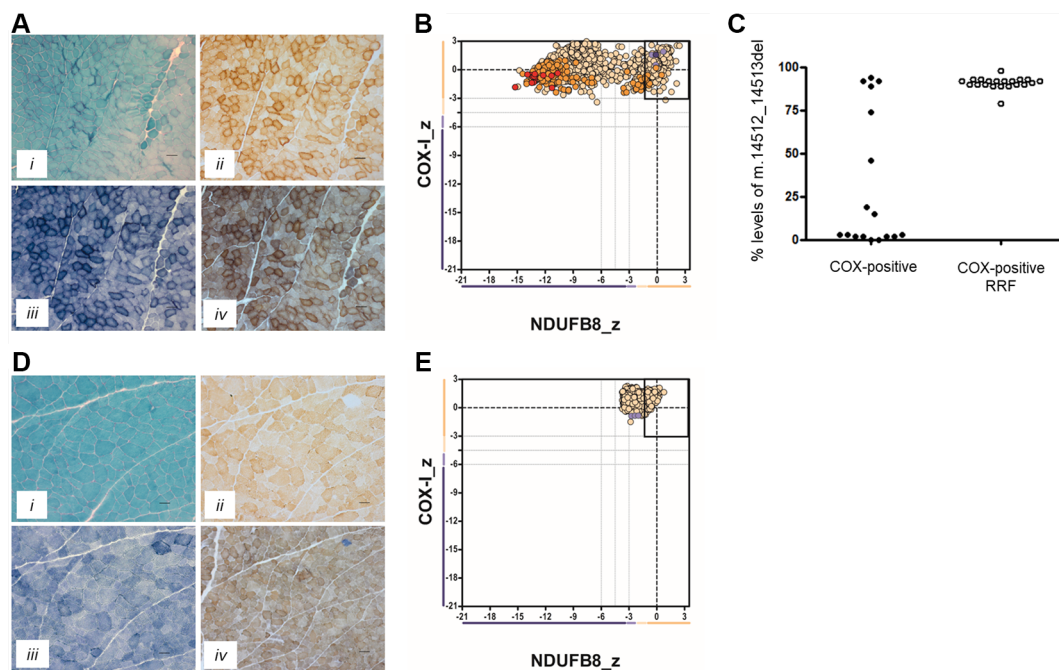 A
i
ii
iii
iv
B
COX-I_z
3
0
-3
-6
-9
-12
-15
-18
-21
-21 -18 -15 -12 -9 -6 -3 0 3
NDUFB8_z
C
% levels of m.14512_14513del
100
75
50
25
0
COX-positive
COX-positive
RRF
D
i
ii
iii
iv
E
COX-I_z
3
0
-3
-6
-9
-12
-15
-18
-21
-21 -18 -15 -12 -9 -6 -3 0 3
NDUFB8_z